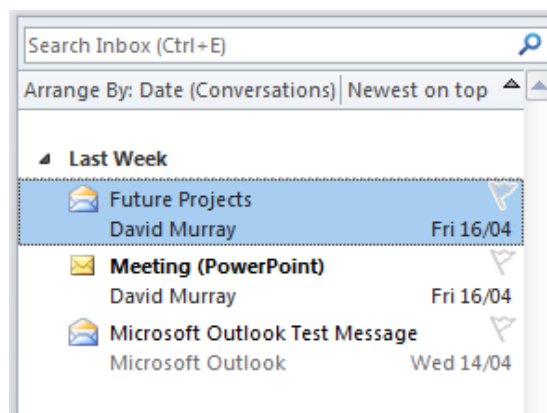 Search Inbox (Ctrl+E)
Arrange By: Date (Conversations) Newest on top
Last Week
Future Projects
David Murray Fri 16/04
Meeting (PowerPoint)
David Murray Fri 16/04
Microsoft Outlook Test Message
Microsoft Outlook Wed 14/04